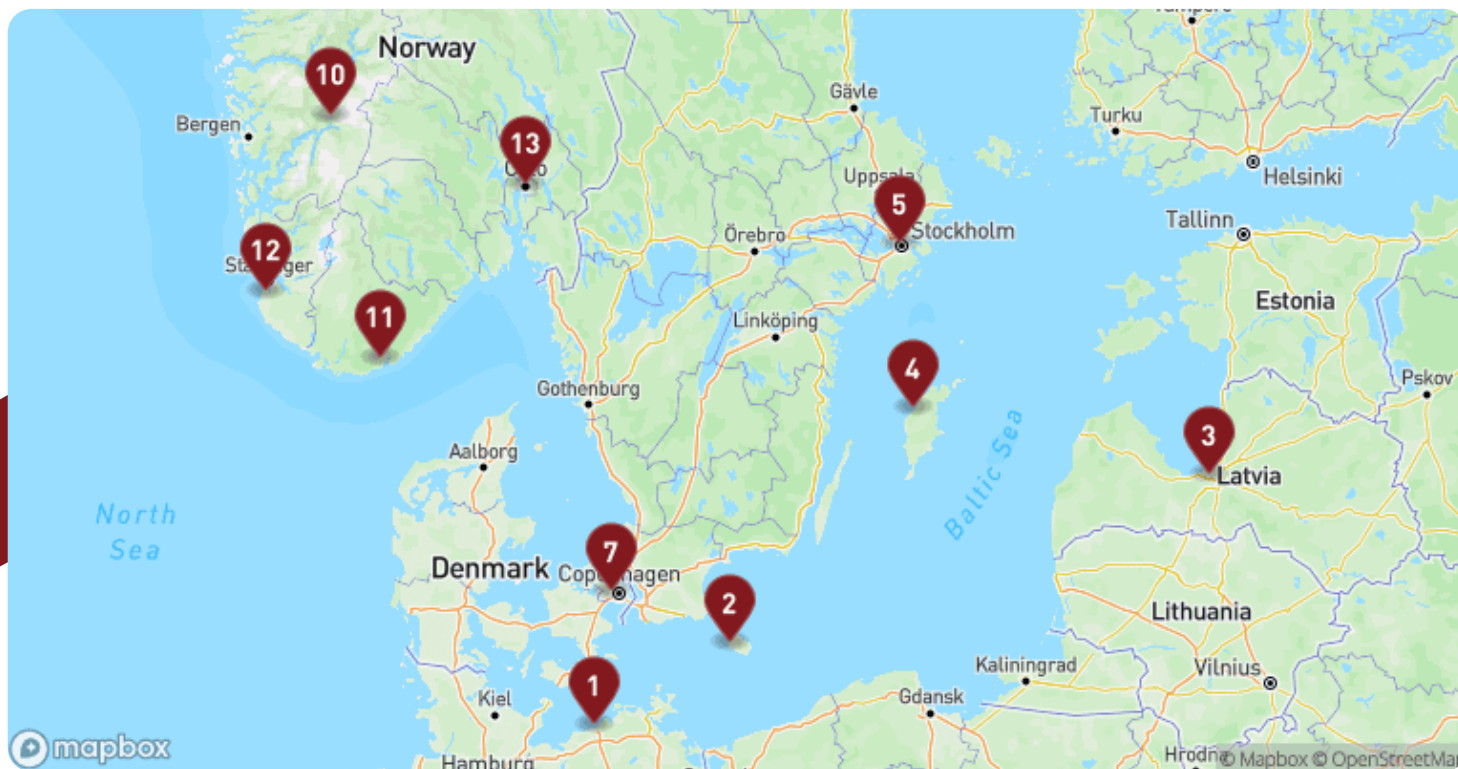 Norway
10
Bergen
13
Gävle
Turku
Helsinki
Uppsala
5
Stockholm
Örebro
Tallinn
12
11
Linköping
Estonia
4
Gothenburg
Pskov
Aalborg
3
Latvia
North
Sea
Baltic Sea
7
Denmark
Copenhagen
2
Lithuania
1
Kiel
Kaliningrad
Vilnius
Gdansk
mapbox
Hamburg
© Mapbox © OpenStreetMap